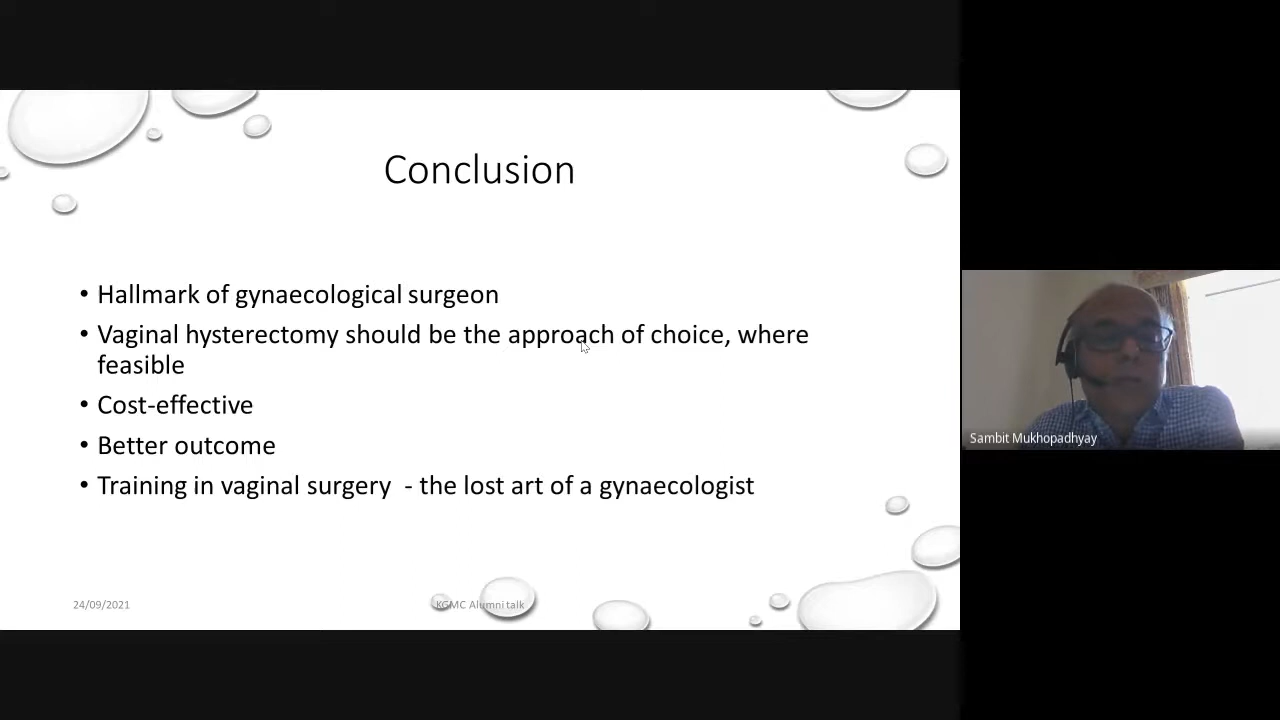 Conclusion
• Hallmark of gynaecological surgeon
• Vaginal hysterectomy should be the approach of choice, where
feasible
• Cost-effective
• Better outcome
• Training in vaginal surgery - the lost art of a gynaecologist
24/09/2021
KGMC Alumni talk
Sambit Mukhopadhyay